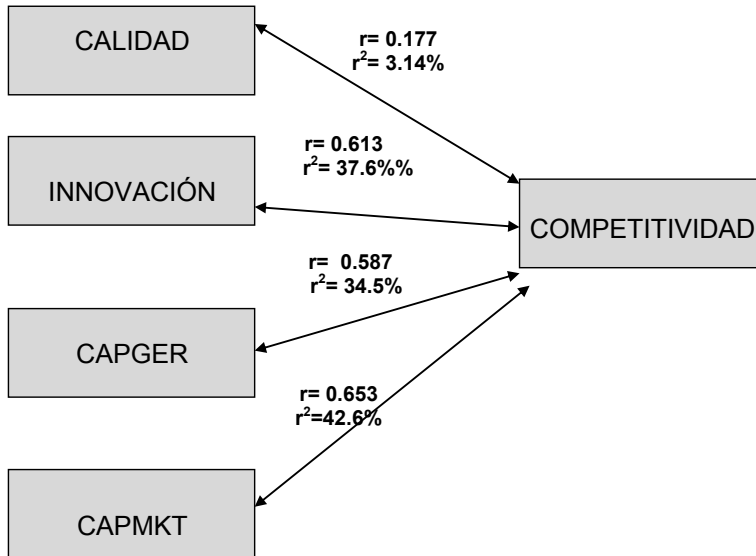 CALIDAD
r= 0.177
r²= 3.14%
r= 0.613
r²= 37.6%%
INNOVACIÓN
COMPETITIVIDAD
r=  0.587
r²= 34.5%
CAPGER
r= 0.653
r²=42.6%
CAPMKT